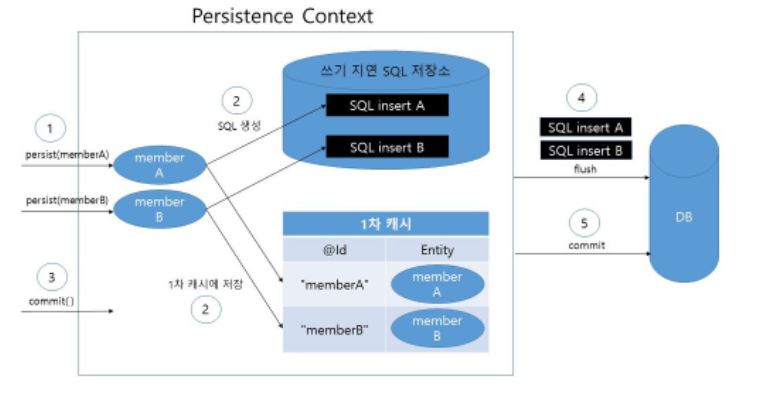 Persistence Context
쓰기 지연 SQL 저장소
SQL insert A
SQL insert B
2
SQL 생성
1
persist(memberA)
member
A
persist(memberB)
member
B
4
SQL insert A
SQL insert B
flush
DB
5
commit
1차 캐시
@Id
Entity
"memberA"
member
A
"memberB"
member
B
3
commit()
1차 캐시에 저장
2